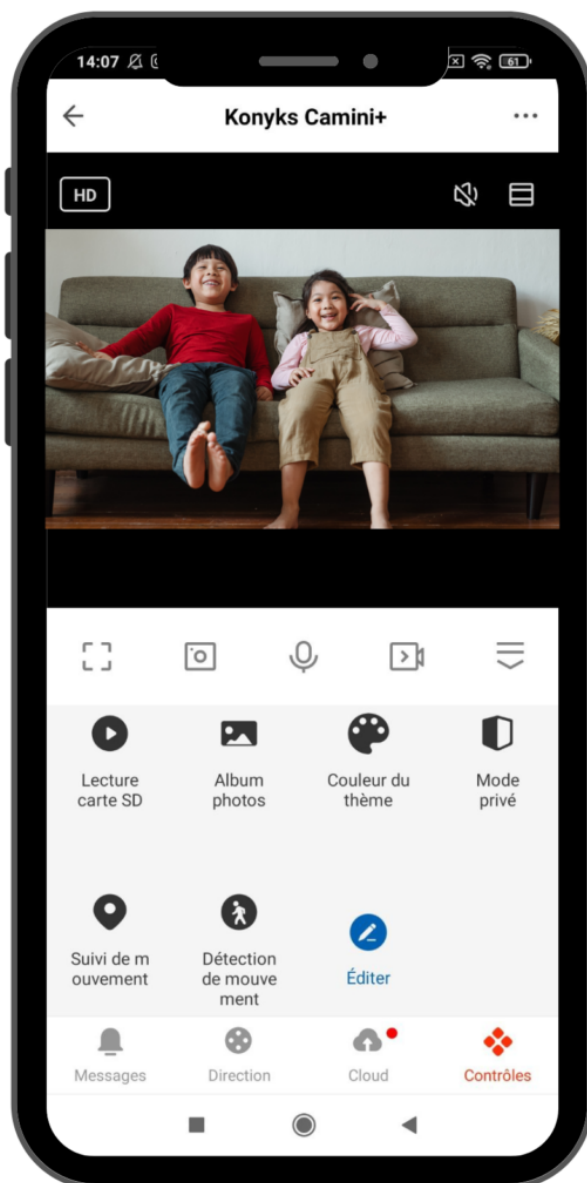 14:07
61
Konyks Camini+
HD
Lecture
carte SD
Album
photos
Couleur du
thème
Mode
privé
Suivi de m
ouvement
Détection
de mouve
ment
Éditer
Messages
Direction
Cloud
Contrôles